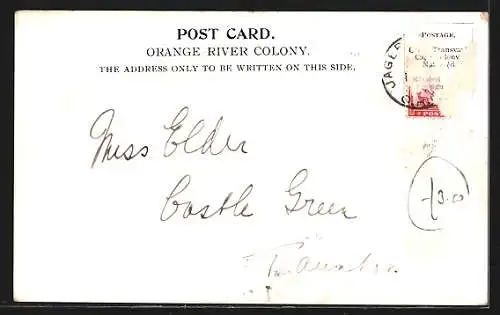 POST CARD.
ORANGE RIVER COLONY.
THE ADDRESS ONLY TO BE WRITTEN ON THIS SIDE.
POSTAGE.
JAGE
Miss Elder
Castle Green
Taunton